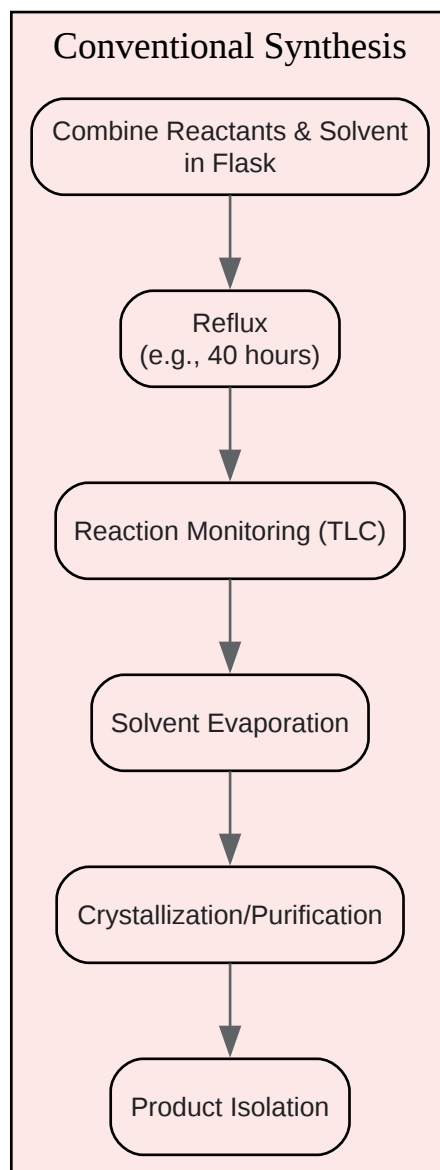 Conventional Synthesis
Combine Reactants & Solvent
in Flask
Reflux
(e.g., 40 hours)
Reaction Monitoring (TLC)
Solvent Evaporation
Crystallization/Purification
Product Isolation